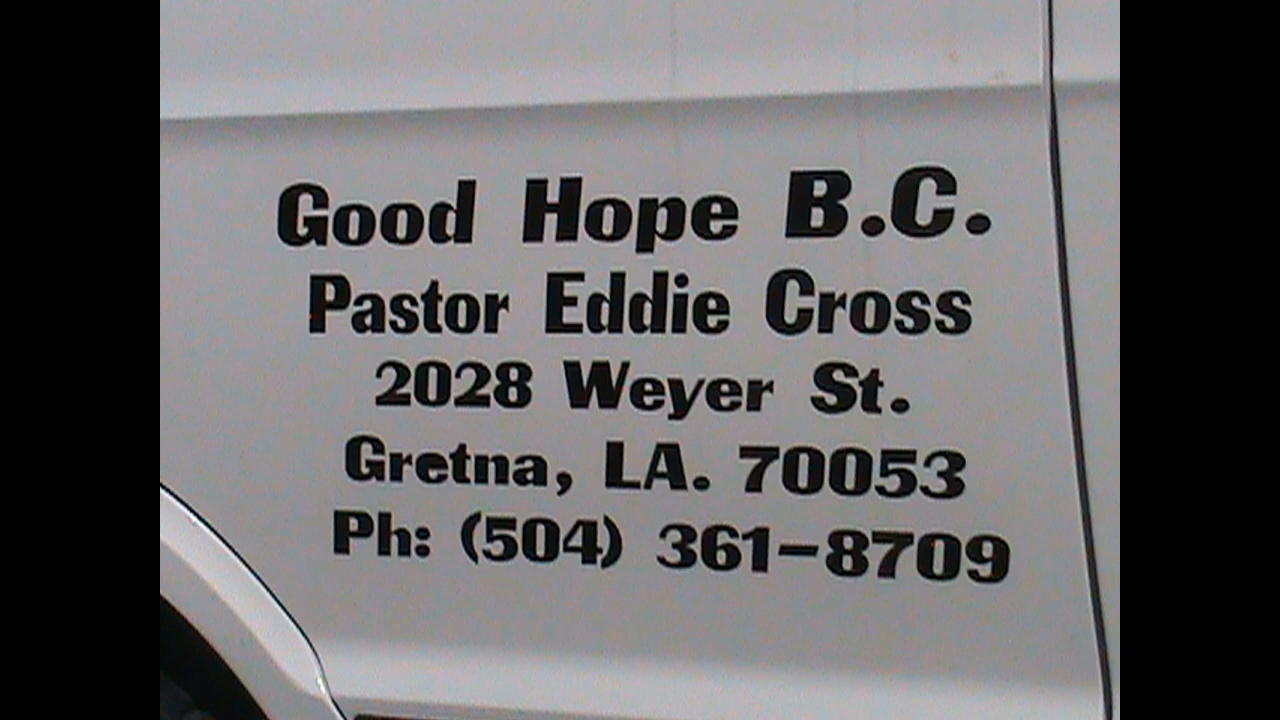 Good Hope B.C.
Pastor Eddie Cross
2028 Weyer St.
Gretna, LA. 70053
Ph: (504) 361-8709